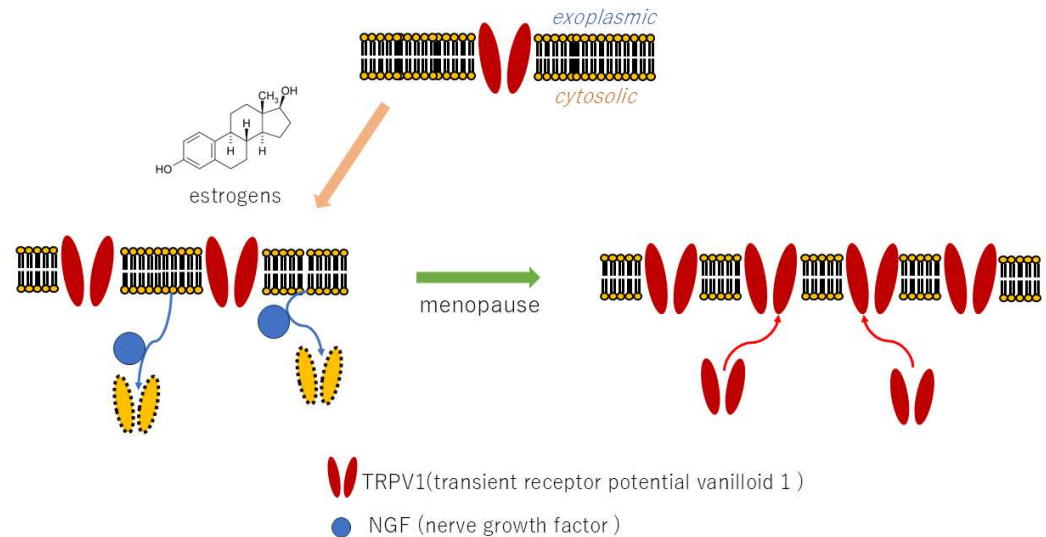 exoplasmic
cytosolic
CH₃
OH
H
H
H
HO
estrogens
menopause
TRPV1(transient receptor potential vanilloid 1 )
NGF (nerve growth factor )